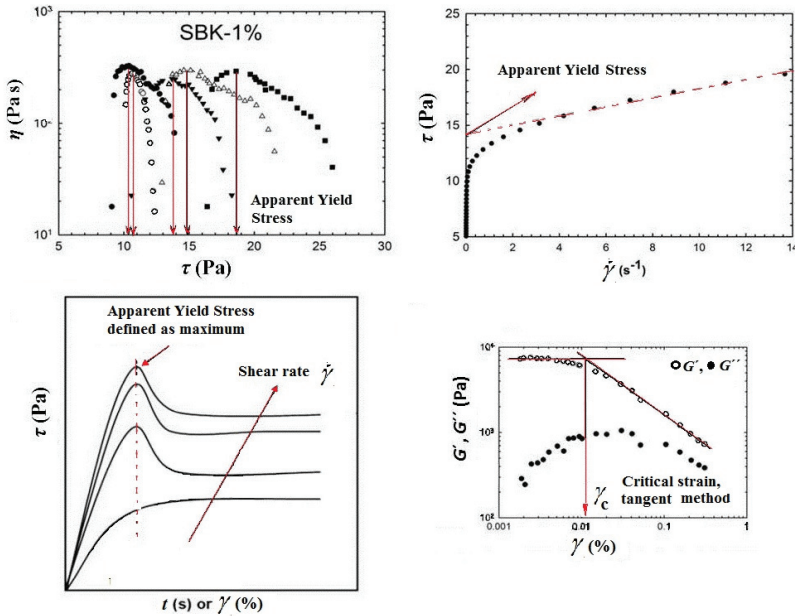 10³
SBK-1%
η (Pa s)
10²
Apparent Yield
Stress
10¹
5 10 15 20 25 30
τ (Pa)
25
20
15
10
5
τ (Pa)
Apparent Yield Stress
0 2 4 6 8 10 12 14
γ̇ (s⁻¹)
Apparent Yield Stress
defined as maximum
Shear rate γ̇
τ (Pa)
t (s) or γ (%)
G′, G″ (Pa)
G′, G″
10³
10²
Critical strain,
tangent method
γc
0.001 0.01 0.10 1
γ (%)